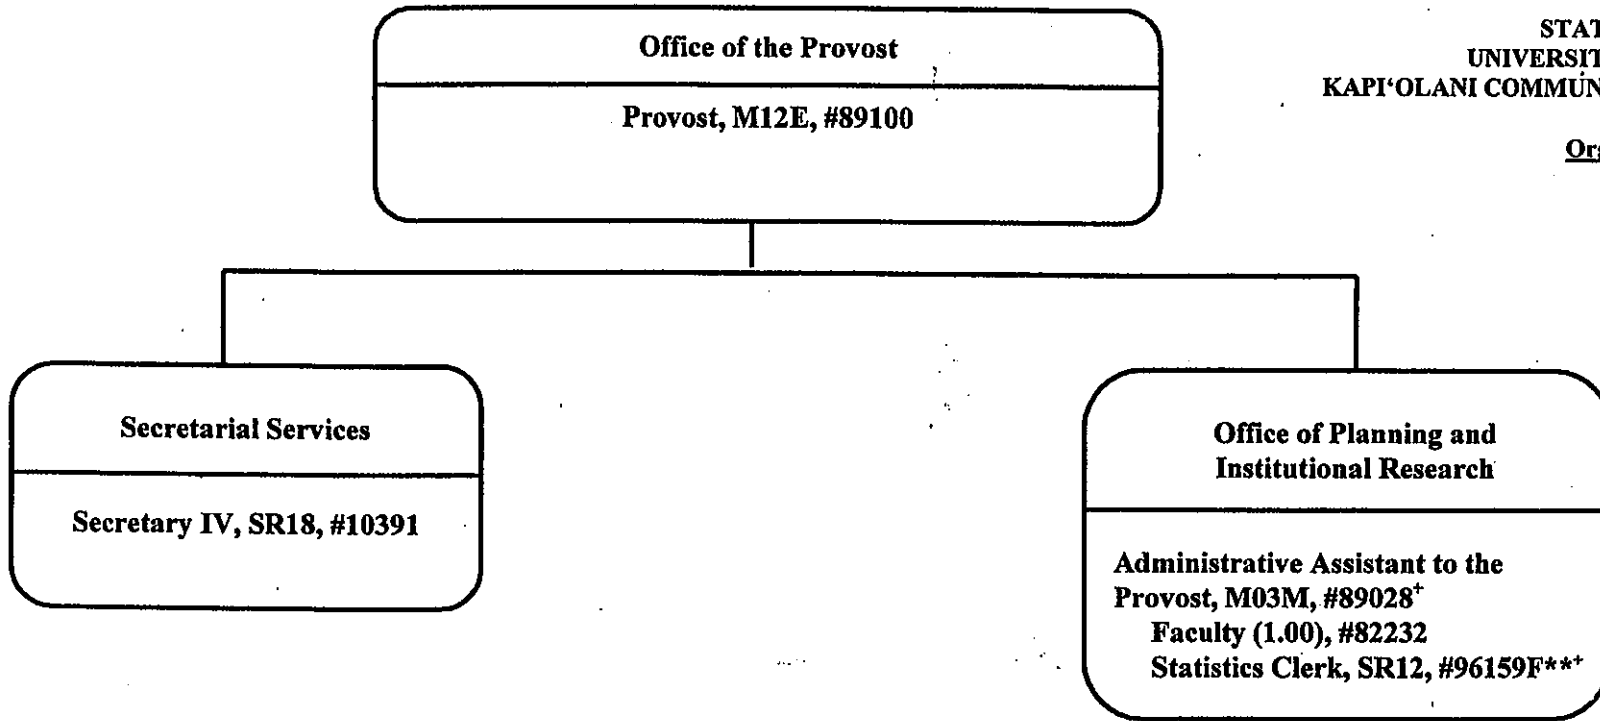 Office of the Provost
Provost, M12E, #89100
STAT
UNIVERSIT
KAPI‘OLANI COMMUN
Org
Secretarial Services
Secretary IV, SR18, #10391
Office of Planning and
Institutional Research
Administrative Assistant to the
Provost, M03M, #89028⁺
Faculty (1.00), #82232
Statistics Clerk, SR12, #96159F**⁺